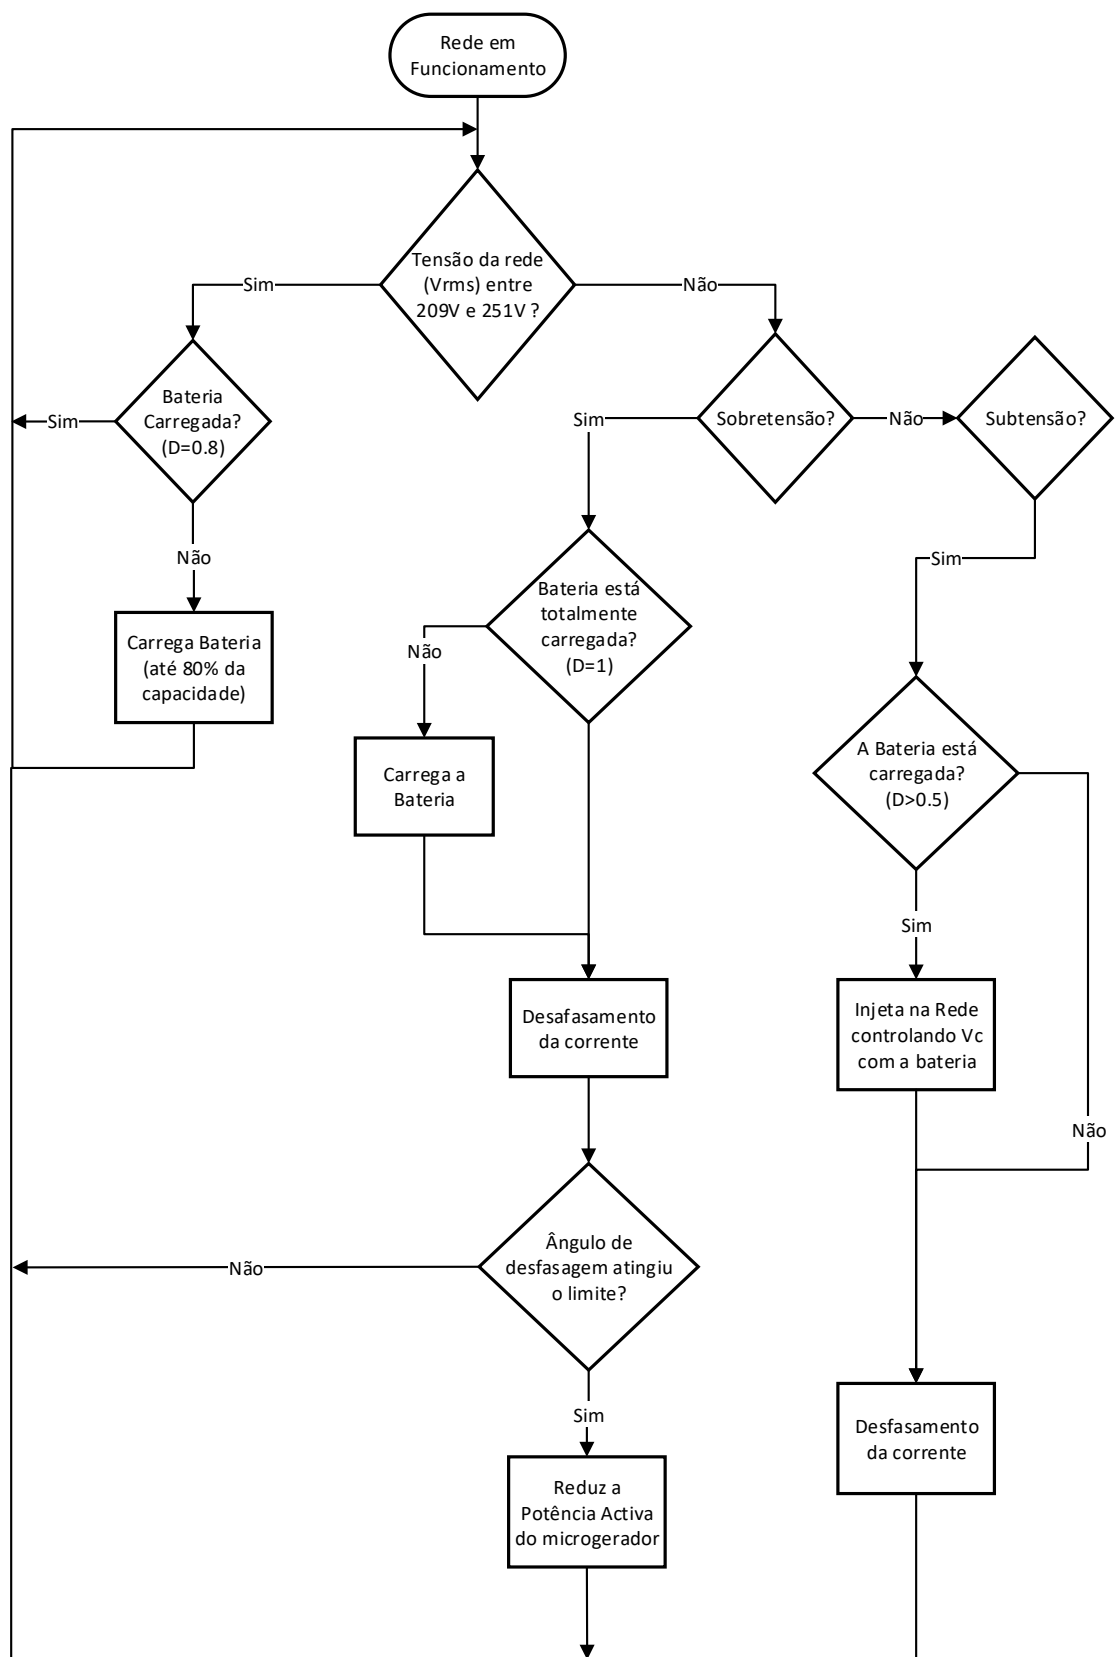 Rede em
Funcionamento
Tensão da rede
(Vrms) entre
209V e 251V ?
Sim
Não
Bateria
Carregada?
(D=0.8)
Sim
Não
Carrega Bateria
(até 80% da
capacidade)
Sobretensão?
Sim
Não
Subtensão?
Sim
Bateria está
totalmente
carregada?
(D=1)
Não
Carrega a
Bateria
A Bateria está
carregada?
(D>0.5)
Sim
Não
Injeta na Rede
controlando Vc
com a bateria
Desafasamento
da corrente
Ângulo de
desfasagem atingiu
o limite?
Não
Sim
Reduz a
Potência Activa
do microgerador
Desfasamento
da corrente